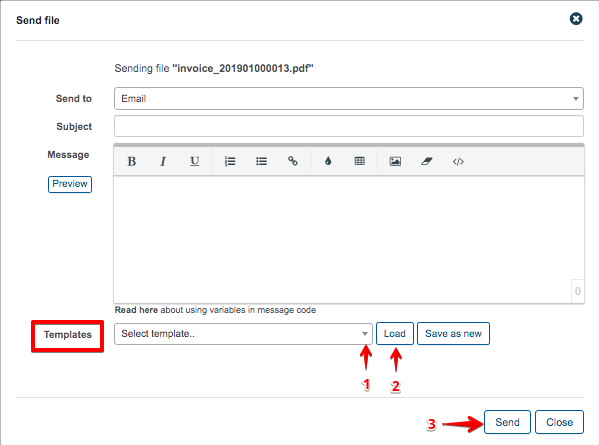 Send file
Sending file "invoice_201901000013.pdf"
Send to Email
Subject
Message B I U
Preview
0
Read here about using variables in message code
Templates Select template.. Load Save as new
1 2
3 Send Close